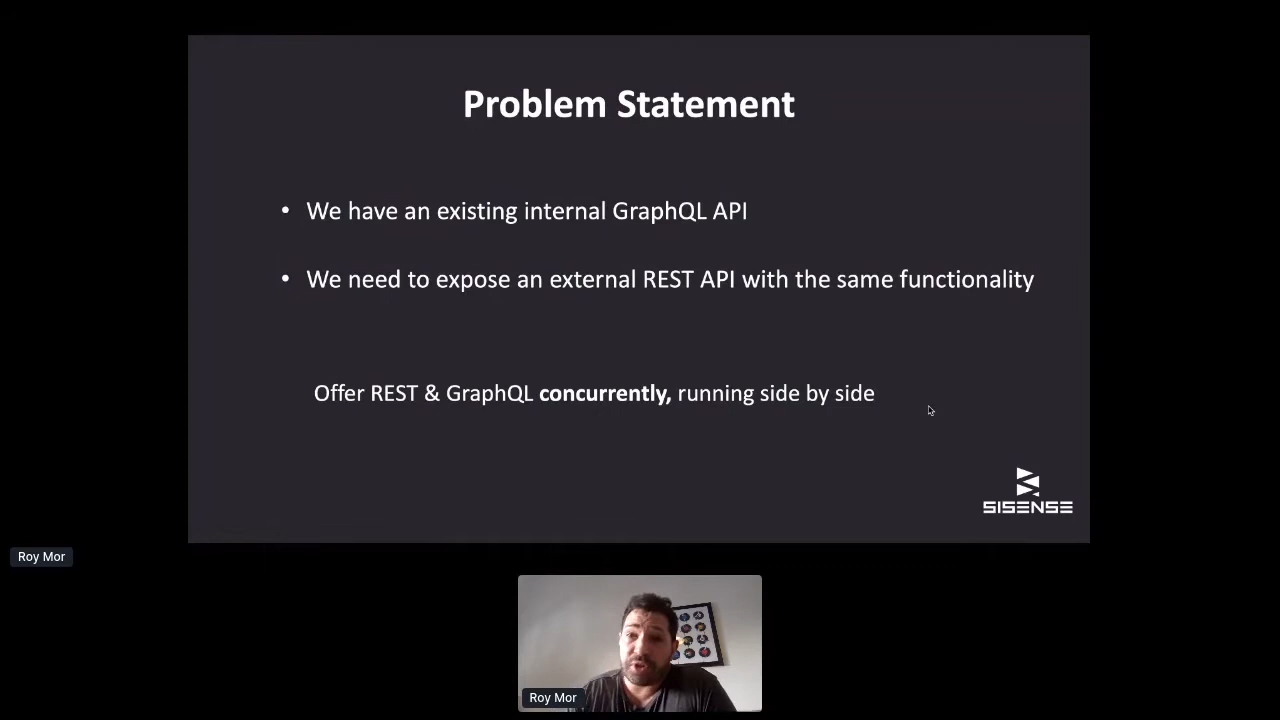 Problem Statement
• We have an existing internal GraphQL API
• We need to expose an external REST API with the same functionality
Offer REST & GraphQL concurrently, running side by side
SISENSE
Roy Mor
Roy Mor